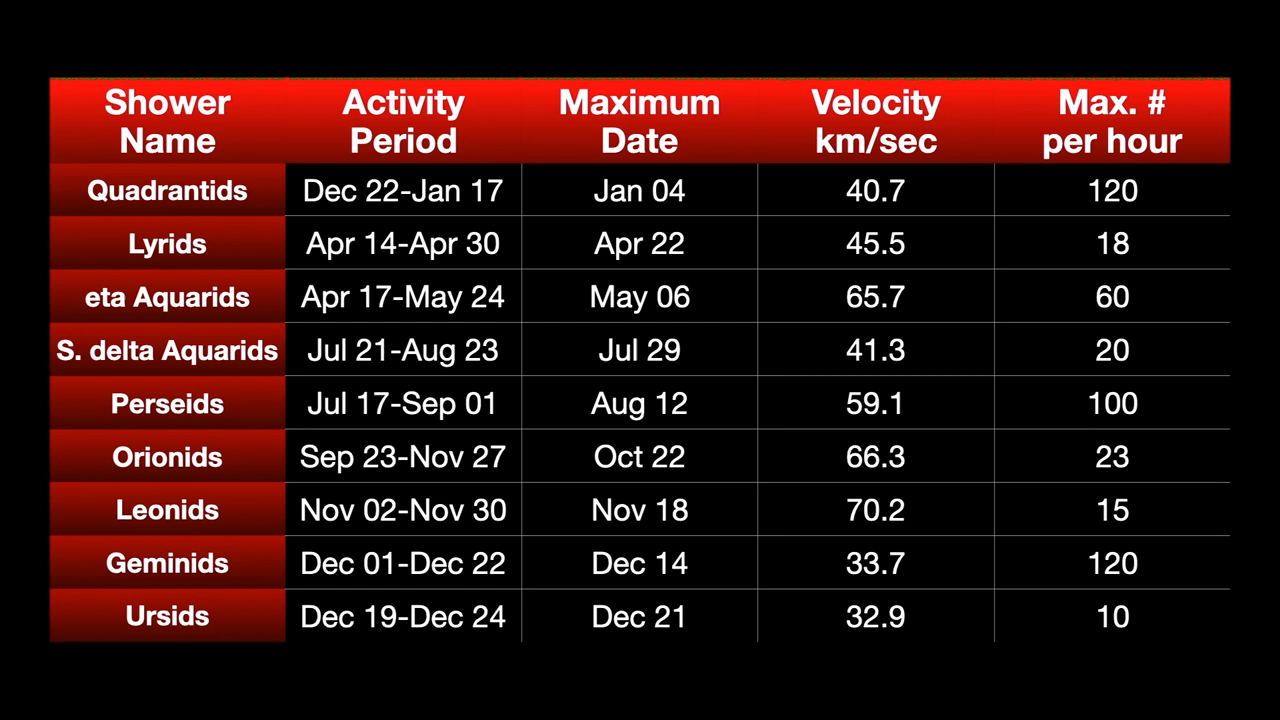 Shower Name Activity Period Maximum Date Velocity km/sec Max. # per hour
Quadrantids Dec 22-Jan 17 Jan 04 40.7 120
Lyrids Apr 14-Apr 30 Apr 22 45.5 18
eta Aquarids Apr 17-May 24 May 06 65.7 60
S. delta Aquarids Jul 21-Aug 23 Jul 29 41.3 20
Perseids Jul 17-Sep 01 Aug 12 59.1 100
Orionids Sep 23-Nov 27 Oct 22 66.3 23
Leonids Nov 02-Nov 30 Nov 18 70.2 15
Geminids Dec 01-Dec 22 Dec 14 33.7 120
Ursids Dec 19-Dec 24 Dec 21 32.9 10